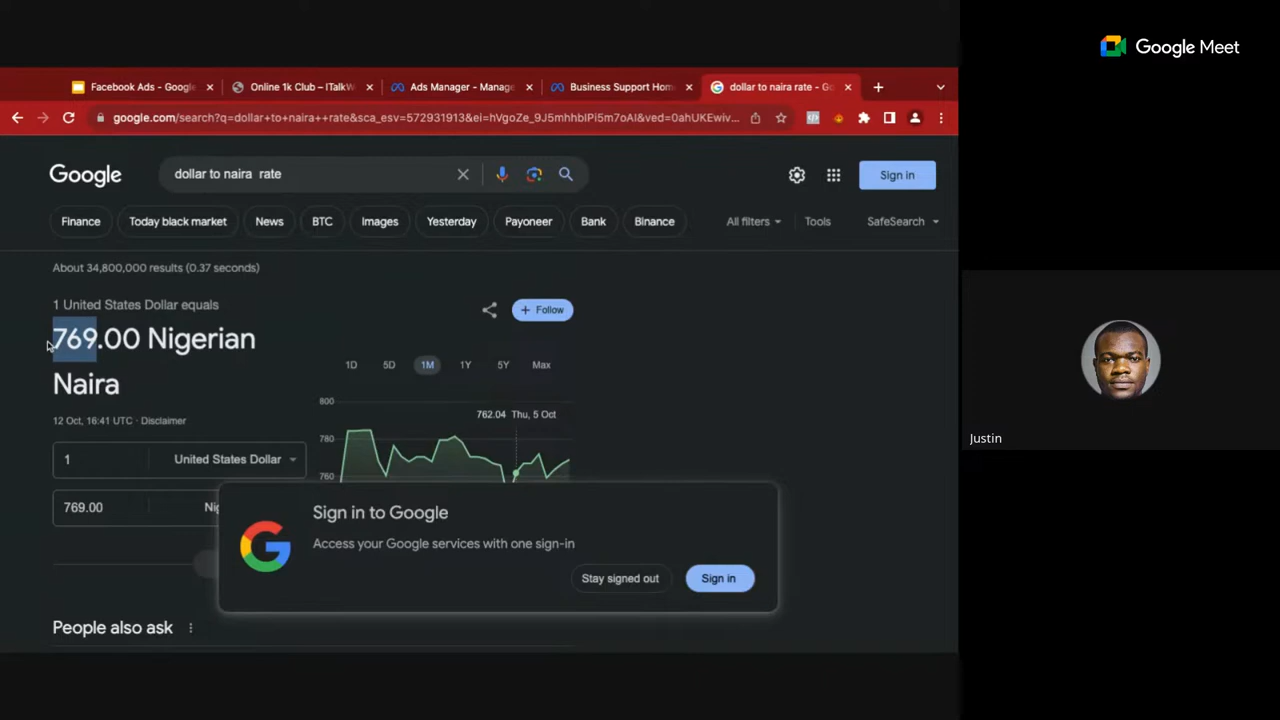 Google Meet
Facebook Ads - Google
Online 1k Club – ITalkW
Ads Manager - Manage
Business Support Hom
dollar to naira rate - Go
google.com/search?q=dollar+to+naira++rate&sca_esv=572931913&ei=hVgoZe_9J5mhhbIPi5m7oAI&ved=0ahUKEwiv...
Google
dollar to naira  rate
Sign in
Finance
Today black market
News
BTC
Images
Yesterday
Payoneer
Bank
Binance
All filters
Tools
SafeSearch
About 34,800,000 results (0.37 seconds)
1 United States Dollar equals
769.00 Nigerian
Naira
+ Follow
1D
5D
1M
1Y
5Y
Max
12 Oct, 16:41 UTC · Disclaimer
800
780
760
762.04 Thu, 5 Oct
1
United States Dollar
769.00
Nig
Sign in to Google
Access your Google services with one sign-in
Stay signed out
Sign in
People also ask
Justin